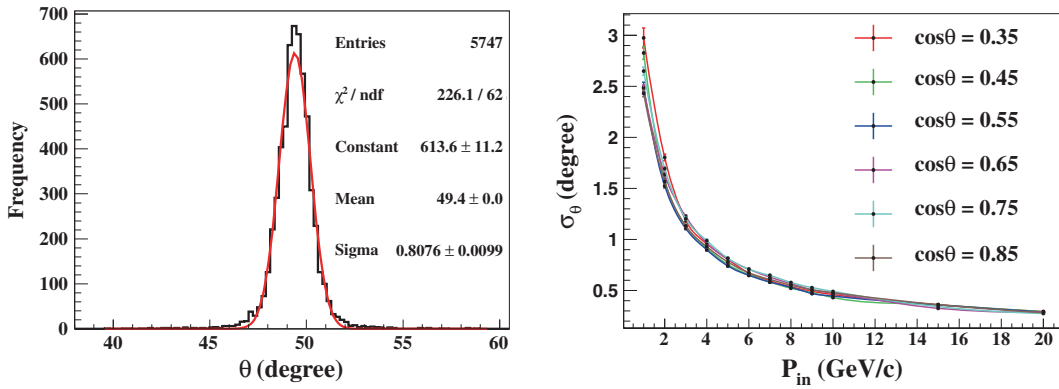 700
600
500
400
300
200
100
0
Frequency
40
45
50
55
60
θ (degree)
Entries 5747
χ² / ndf 226.1 / 62
Constant 613.6 ± 11.2
Mean 49.4 ± 0.0
Sigma 0.8076 ± 0.0099
3
2.5
2
1.5
1
0.5
σθ (degree)
2
4
6
8
10
12
14
16
18
20
Pin (GeV/c)
cosθ = 0.35
cosθ = 0.45
cosθ = 0.55
cosθ = 0.65
cosθ = 0.75
cosθ = 0.85